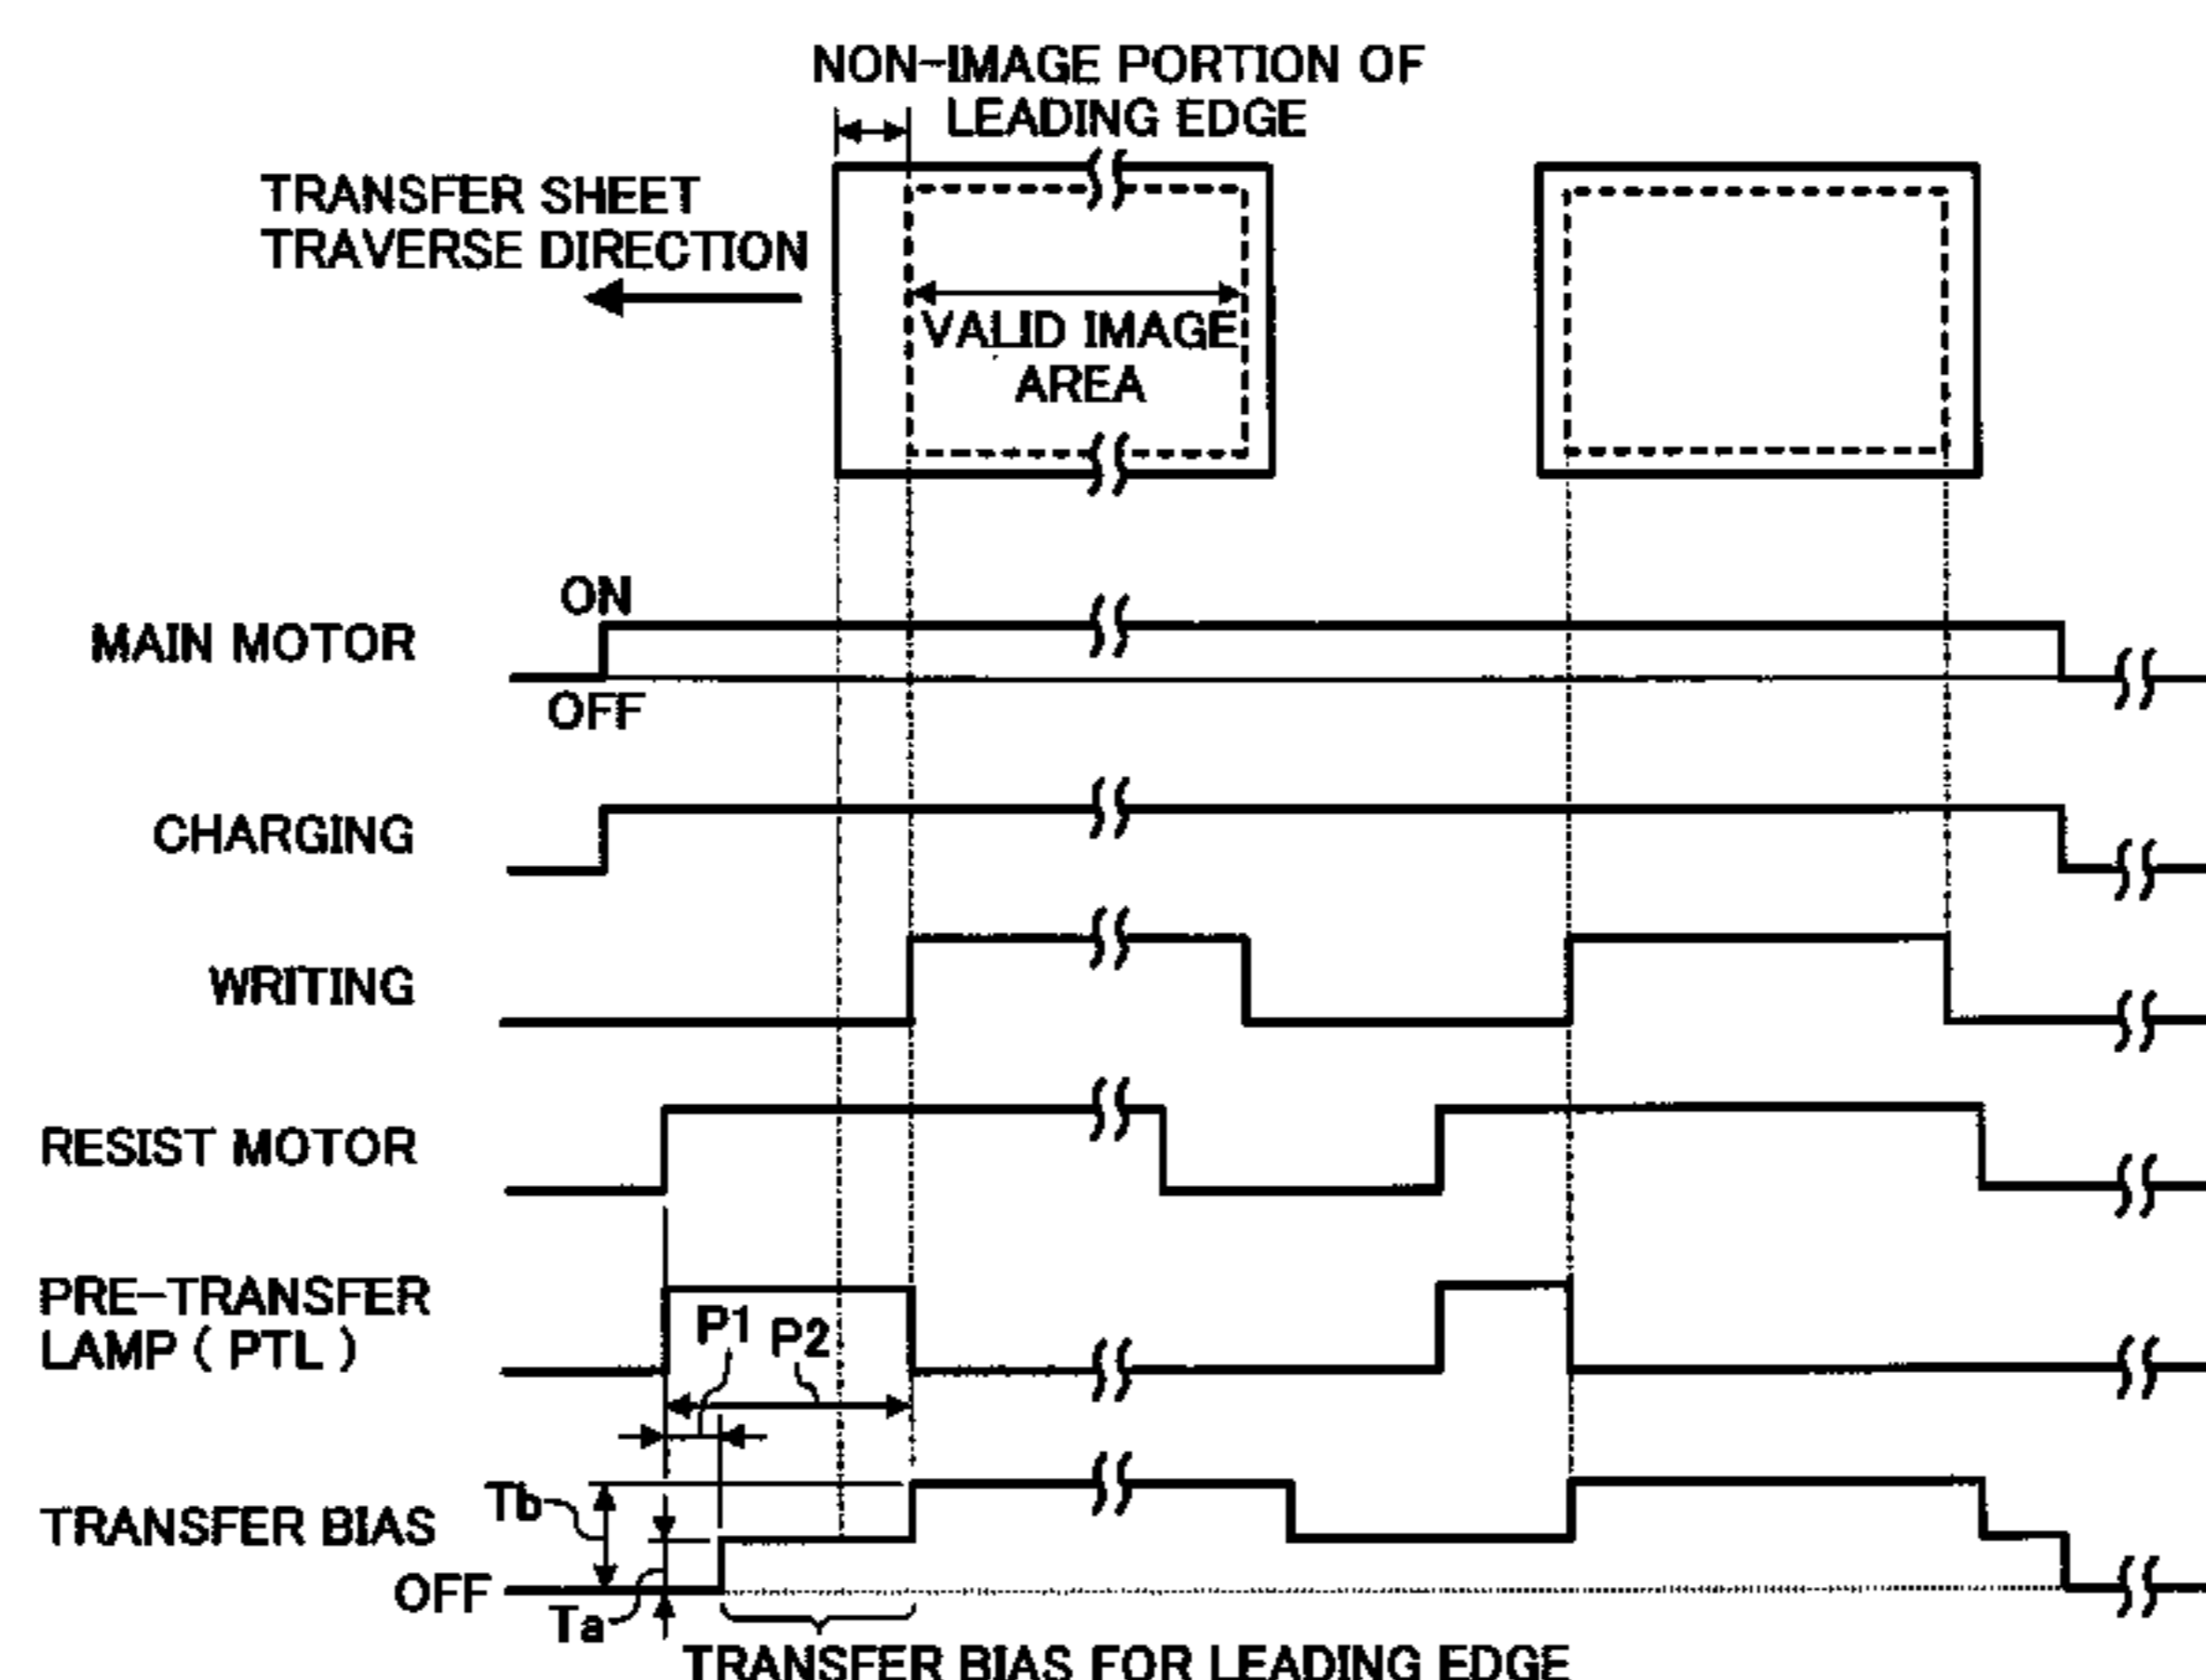 NON-IMAGE PORTION OF
LEADING EDGE
TRANSFER SHEET
TRAVERSE DIRECTION
VALID IMAGE
AREA
ON
MAIN MOTOR
OFF
CHARGING
WRITING
RESIST MOTOR
PRE-TRANSFER
LAMP ( PTL )
P1
P2
Tb
TRANSFER BIAS
OFF
Ta
TRANSFER BIAS FOR LEADING EDGE